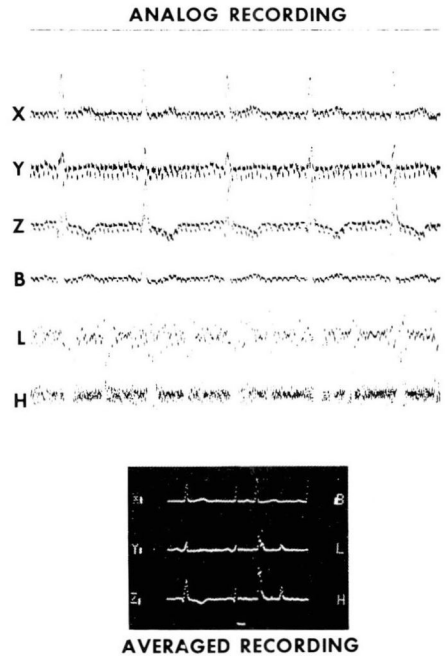 ANALOG RECORDING
X
Y
Z
B
L
H
X B
Y L
Z H
AVERAGED RECORDING